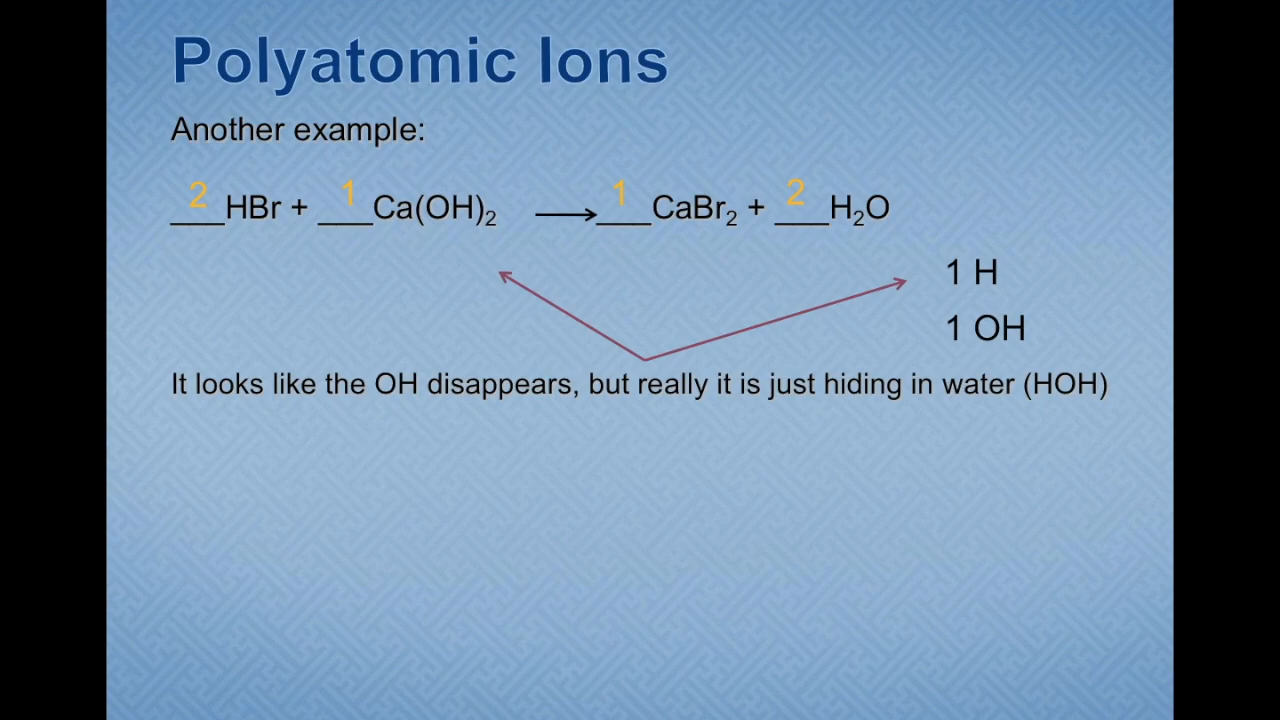 Polyatomic Ions
Another example:
2 HBr + 1 Ca(OH)₂ ⟶ 1 CaBr₂ + 2 H₂O
1 H
1 OH
It looks like the OH disappears, but really it is just hiding in water (HOH)